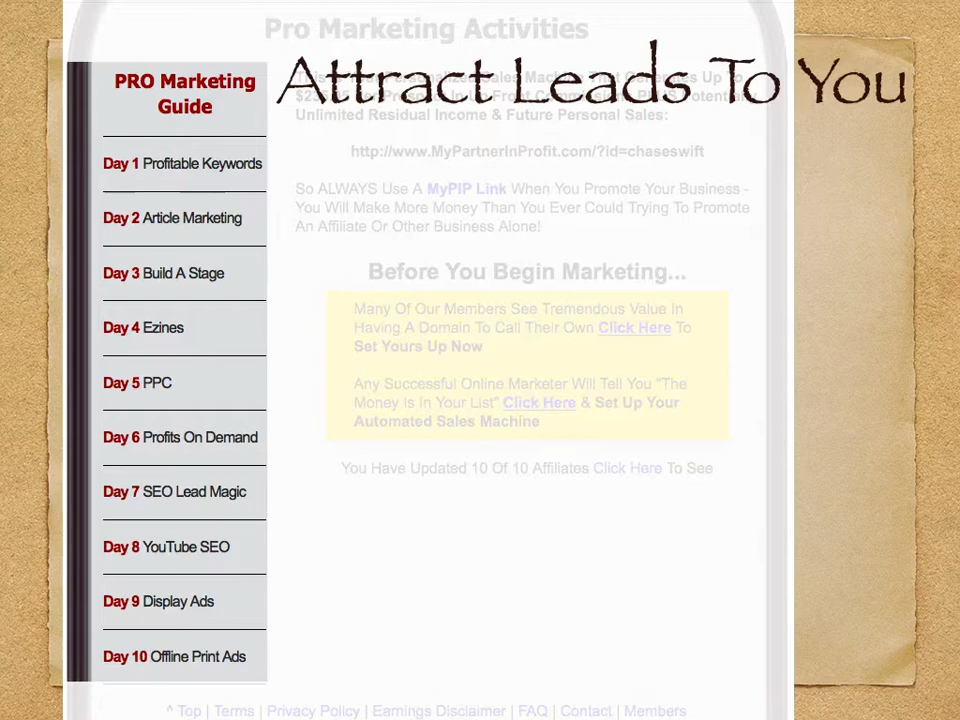 Pro Marketing Activities
Attract Leads To You
PRO Marketing
Guide
Day 1 Profitable Keywords
Day 2 Article Marketing
Day 3 Build A Stage
Day 4 Ezines
Day 5 PPC
Day 6 Profits On Demand
Day 7 SEO Lead Magic
Day 8 YouTube SEO
Day 9 Display Ads
Day 10 Offline Print Ads
Unlimited Residual Income & Future Personal Sales:
http://www.MyPartnerInProfit.com/?id=chaseswift
So ALWAYS Use A MyPIP Link When You Promote Your Business -
You Will Make More Money Than You Ever Could Trying To Promote
An Affiliate Or Other Business Alone!
Before You Begin Marketing...
Many Of Our Members See Tremendous Value In
Having A Domain To Call Their Own Click Here To
Set Yours Up Now
Any Successful Online Marketer Will Tell You "The
Money Is In Your List" Click Here & Set Up Your
Automated Sales Machine
You Have Updated 10 Of 10 Affiliates Click Here To See
^ Top | Terms | Privacy Policy | Earnings Disclaimer | FAQ | Contact | Members